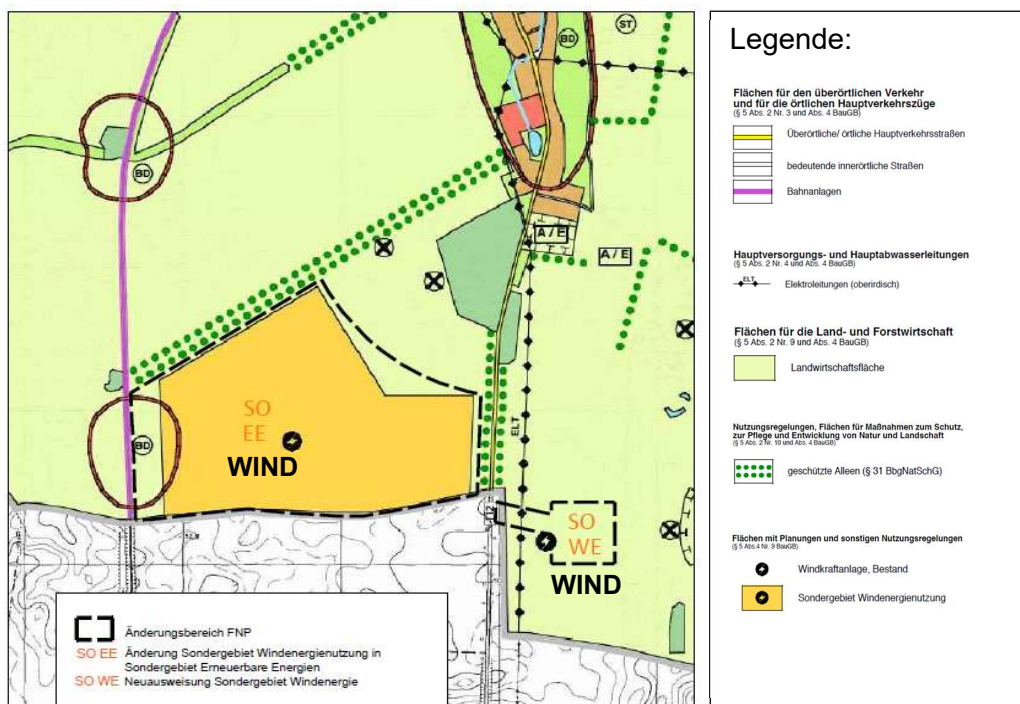 ST
BD
BD
A / E
A / E
SO
EE
WIND
BD
ELT
SO
WE
WIND
Änderungsbereich FNP
SO EE Änderung Sondergebiet Windenergienutzung in
Sondergebiet Erneuerbare Energien
SO WE Neuausweisung Sondergebiet Windenergie
Legende:
Flächen für den überörtlichen Verkehr
und für die örtlichen Hauptverkehrszüge
(§ 5 Abs. 2 Nr. 3 und Abs. 4 BauGB)
Überörtliche/ örtliche Hauptverkehrsstraßen
bedeutende innerörtliche Straßen
Bahnanlagen
Hauptversorgungs- und Hauptabwasserleitungen
(§ 5 Abs. 2 Nr. 4 und Abs. 4 BauGB)
ELT
Elektroleitungen (oberirdisch)
Flächen für die Land- und Forstwirtschaft
(§ 5 Abs. 2 Nr. 9 und Abs. 4 BauGB)
Landwirtschaftsfläche
Nutzungsregelungen, Flächen für Maßnahmen zum Schutz,
zur Pflege und Entwicklung von Natur und Landschaft
(§ 5 Abs. 2 Nr. 10 und Abs. 4 BauGB)
geschützte Alleen (§ 31 BbgNatSchG)
Flächen mit Planungen und sonstigen Nutzungsregelungen
(§ 5 Abs.4 Nr. 9 BauGB)
Windkraftanlage, Bestand
Sondergebiet Windenergienutzung